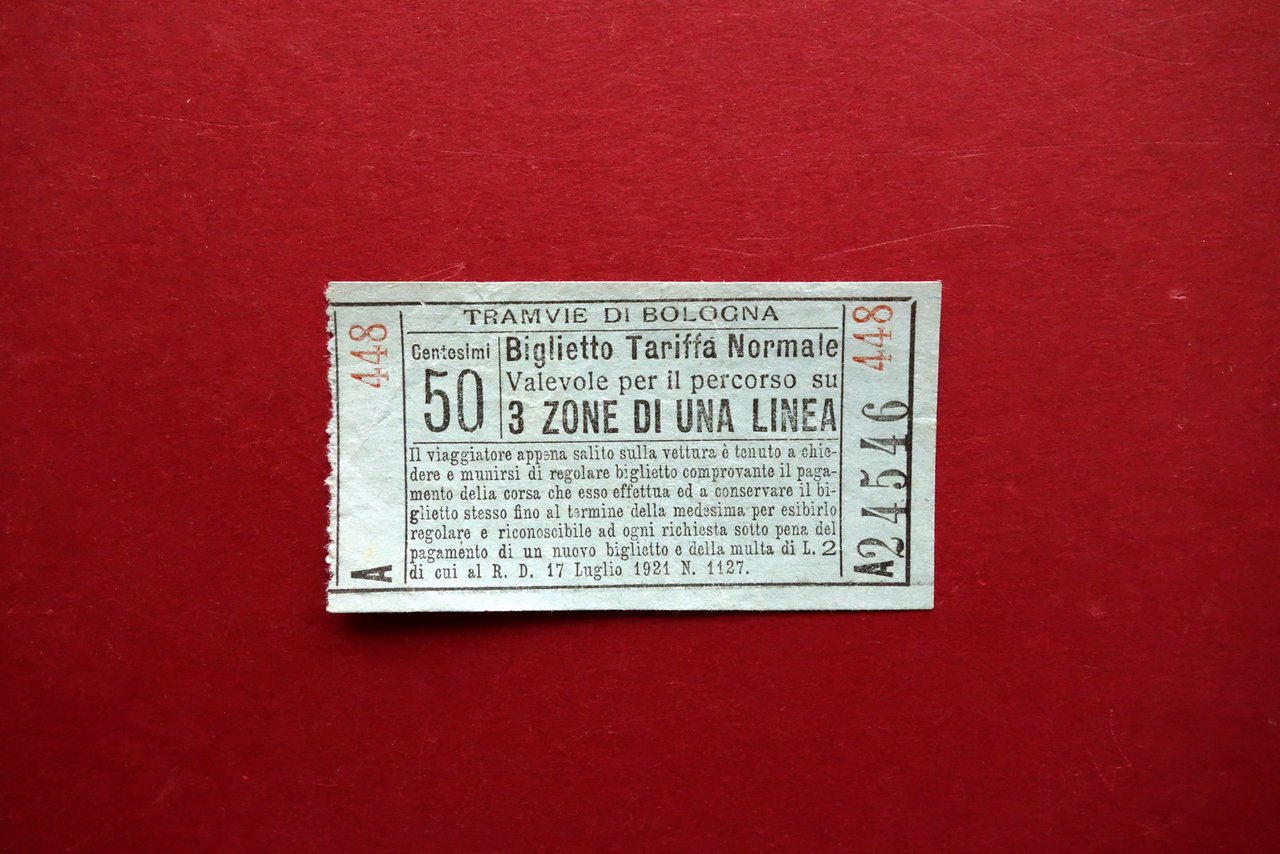 448
A
TRAMVIE DI BOLOGNA
Centesimi
50
Biglietto Tariffa Normale
Valevole per il percorso su
3 ZONE DI UNA LINEA
Il viaggiatore appena salito sulla vettura è tenuto a chie-
dere e munirsi di regolare biglietto comprovante il paga-
mento della corsa che esso effettua ed a conservare il bi-
glietto stesso fino al termine della medesima per esibirlo
regolare e riconoscibile ad ogni richiesta sotto pena del
pagamento di un nuovo biglietto e della multa di L. 2
di cui al R. D. 17 Luglio 1921 N. 1127.
448
A24546